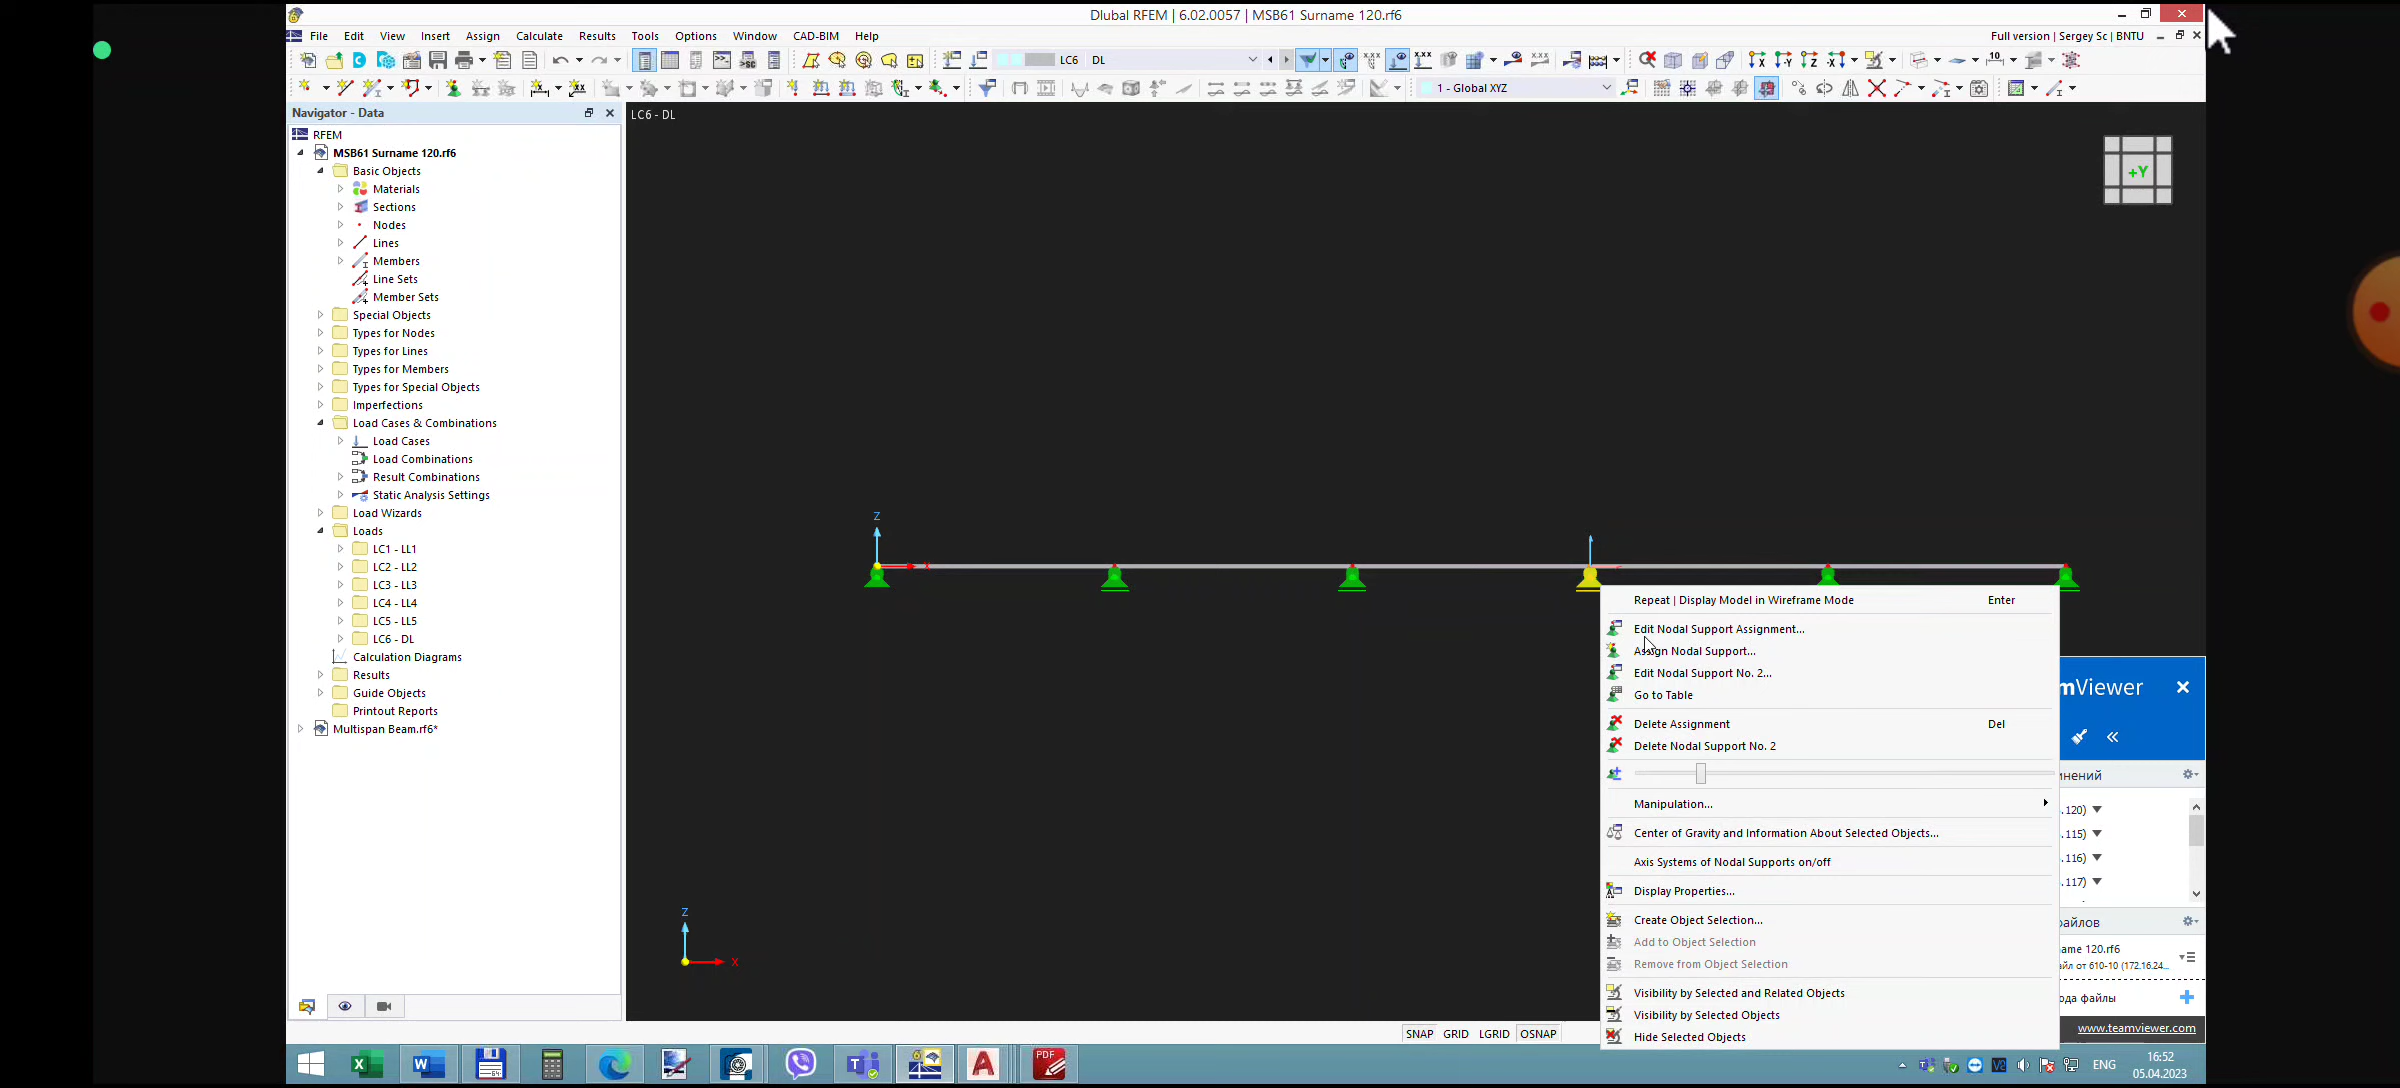 Dlubal RFEM | 6.02.0057 | MSB61 Surname 120.rf6
File Edit View Insert Assign Calculate Results Tools Options Window CAD-BIM Help
Full version | Sergey Sc | BNTU
LC6 DL
1 - Global XYZ
Navigator - Data
LC6 - DL
RFEM
MSB61 Surname 120.rf6
Basic Objects
Materials
Sections
Nodes
Lines
Members
Line Sets
Member Sets
Special Objects
Types for Nodes
Types for Lines
Types for Members
Types for Special Objects
Imperfections
Load Cases & Combinations
Load Cases
Load Combinations
Result Combinations
Static Analysis Settings
Load Wizards
Loads
LC1 - LL1
LC2 - LL2
LC3 - LL3
LC4 - LL4
LC5 - LL5
LC6 - DL
Calculation Diagrams
Results
Guide Objects
Printout Reports
Multispan Beam.rf6*
+Y
Z
X
Z
X
Repeat | Display Model in Wireframe Mode Enter
Edit Nodal Support Assignment...
Assign Nodal Support...
Edit Nodal Support No. 2...
Go to Table
Delete Assignment Del
Delete Nodal Support No. 2
Manipulation...
Center of Gravity and Information About Selected Objects...
Axis Systems of Nodal Supports on/off
Display Properties...
Create Object Selection...
Add to Object Selection
Remove from Object Selection
Visibility by Selected and Related Objects
Visibility by Selected Objects
Hide Selected Objects
mViewer
инений
.120)
.115)
.116)
.117)
райлов
ame 120.rf6
айл от 610-10 (172.16.24...
ода файлы
www.teamviewer.com
SNAP GRID LGRID OSNAP
PDF
ENG
16:52
05.04.2023